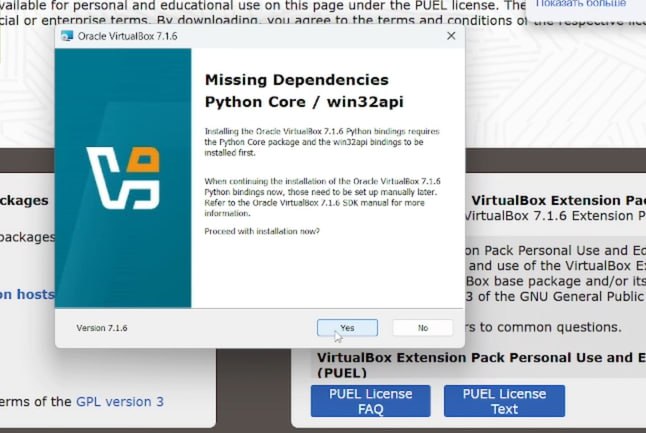 vailable for personal and educational use on this page under the PUEL license. The
cial or enterprise terms. By downloading, you agree to the terms and conditions of the respective lic
Показать больше
Oracle VirtualBox 7.1.6
Missing Dependencies
Python Core / win32api
Installing the Oracle VirtualBox 7.1.6 Python bindings requires
the Python Core package and the win32api bindings to be
installed first.
When continuing the installation of the Oracle VirtualBox 7.1.6
Python bindings now, those need to be set up manually later.
Refer to the Oracle VirtualBox 7.1.6 SDK manual for more
information.
Proceed with installation now?
Version 7.1.6
Yes
No
ckages
packages
on hosts
erms of the GPL version 3
VirtualBox Extension Pac
VirtualBox 7.1.6 Extension P
on Pack Personal Use and Ed
and use of the VirtualBox Ex
Box base package and/or its
3 of the GNU General Public
rs to common questions.
VirtualBox Extension Pack Personal Use and E
(PUEL)
PUEL License
FAQ
PUEL License
Text